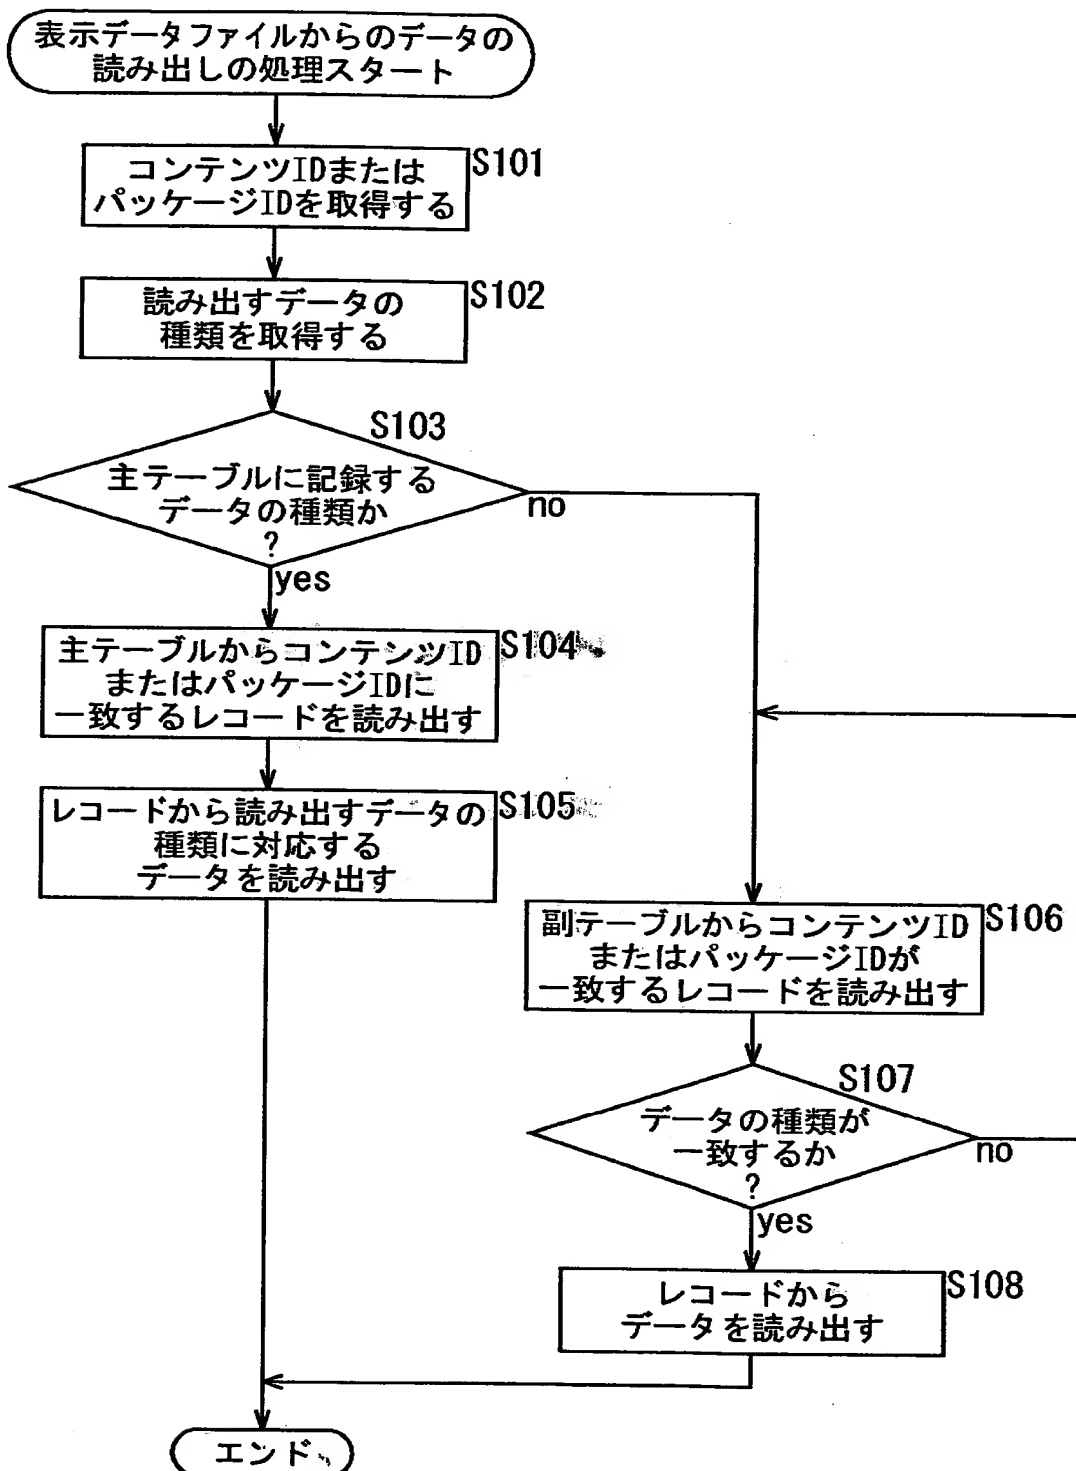 表示データファイルからのデータの
読み出しの処理スタート
コンテンツIDまたは
パッケージIDを取得する
S101
読み出すデータの
種類を取得する
S102
S103
主テーブルに記録する
データの種類か
?
no
yes
主テーブルからコンテンツID
またはパッケージIDに
一致するレコードを読み出す
S104
レコードから読み出すデータの
種類に対応する
データを読み出す
S105
副テーブルからコンテンツID
またはパッケージIDが
一致するレコードを読み出す
S106
S107
データの種類が
一致するか
?
no
yes
レコードから
データを読み出す
S108
エンド